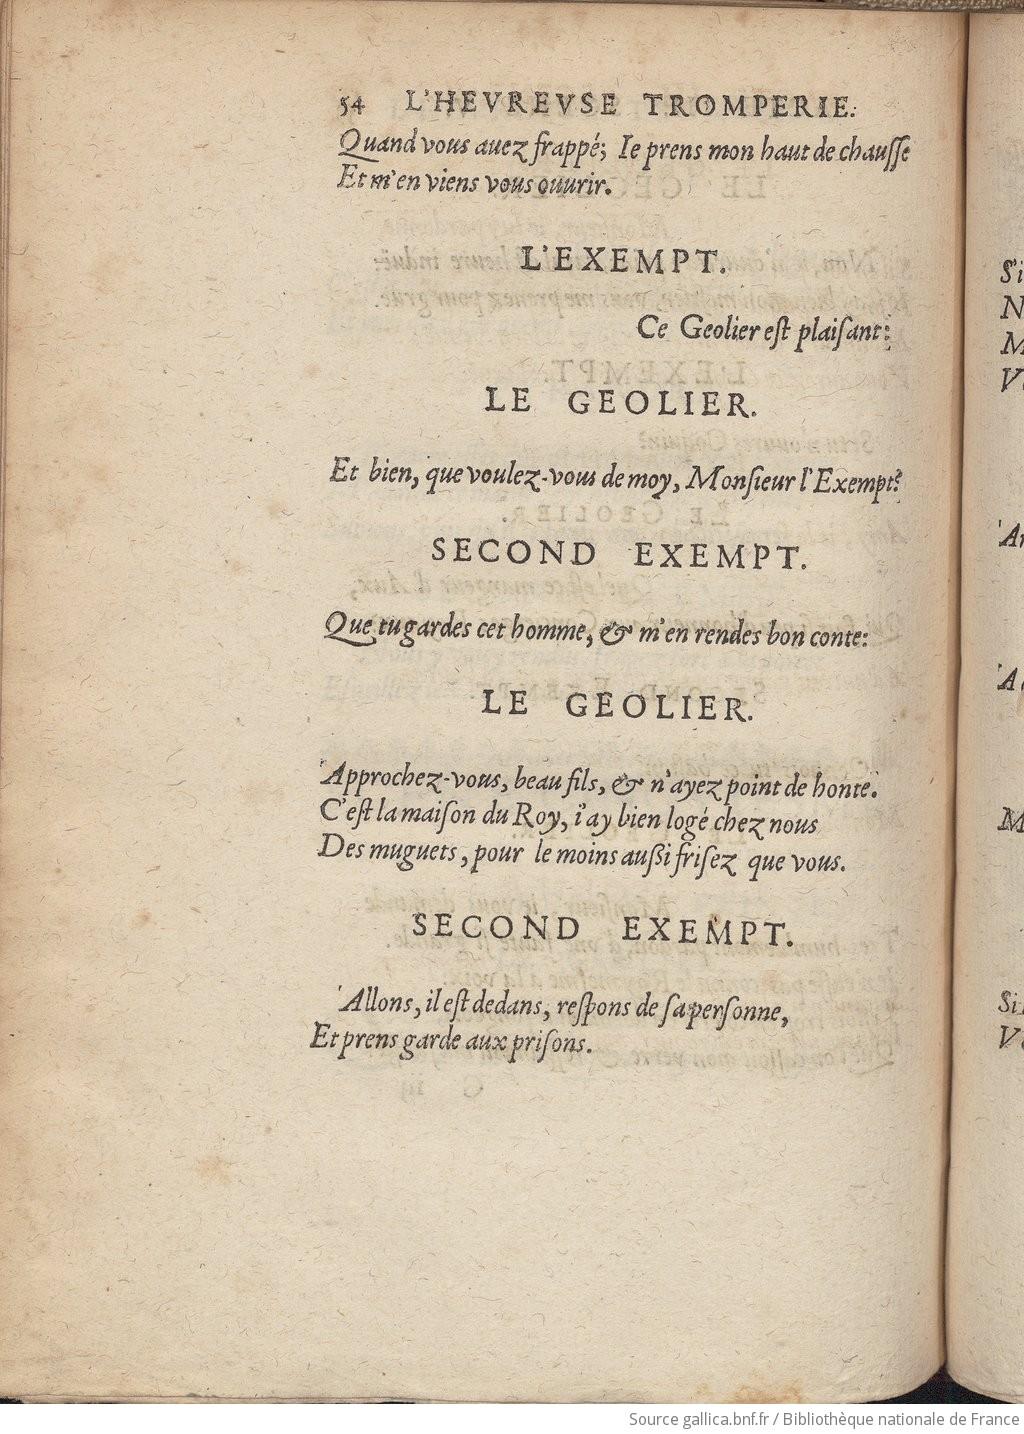 54 L'HEVREVSE TROMPERIE.
Quand vous auez frappé; Ie prens mon haut de chauſſe
Et m'en viens vous ouurir.
L'EXEMPT.
Ce Geolier eſt plaiſant:
LE GEOLIER.
Et bien, que voulez-vous de moy, Monſieur l'Exempt?
SECOND EXEMPT.
Que tu gardes cet homme, & m'en rendes bon conte:
LE GEOLIER.
Approchez-vous, beau fils, & n'ayez point de honte.
C'eſt la maiſon du Roy, i'ay bien logé chez nous
Des muguets, pour le moins auſſi friſez que vous.
SECOND EXEMPT.
Allons, il eſt dedans, reſpons de ſa perſonne,
Et prens garde aux priſons.
Source gallica.bnf.fr / Bibliothèque nationale de France